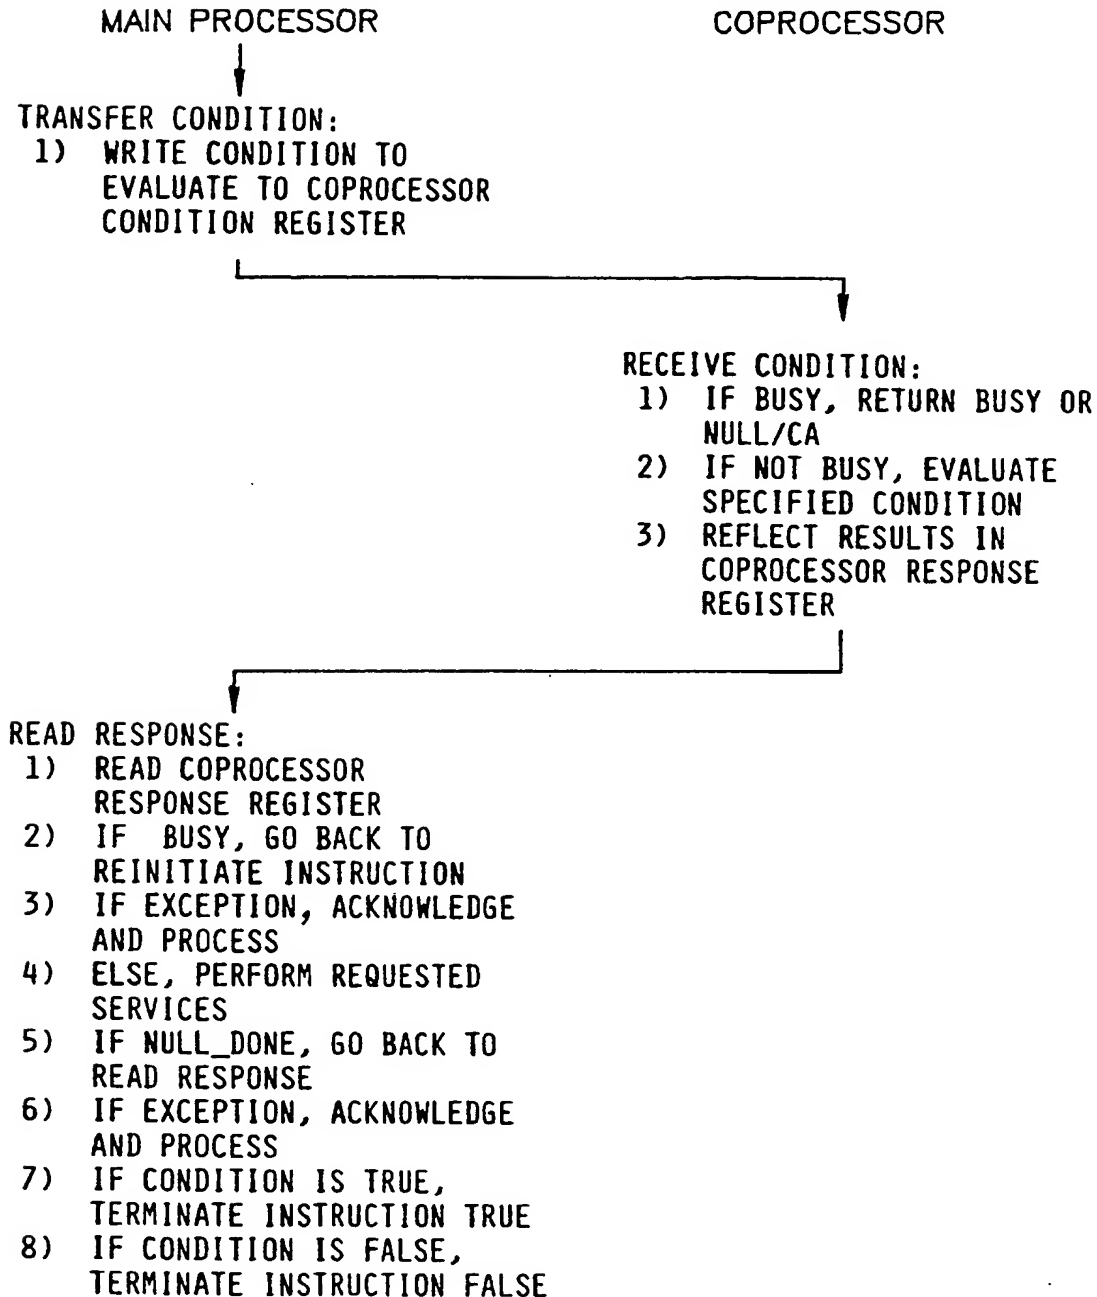 MAIN PROCESSOR
COPROCESSOR
TRANSFER CONDITION:
1) WRITE CONDITION TO
EVALUATE TO COPROCESSOR
CONDITION REGISTER
RECEIVE CONDITION:
1) IF BUSY, RETURN BUSY OR
NULL/CA
2) IF NOT BUSY, EVALUATE
SPECIFIED CONDITION
3) REFLECT RESULTS IN
COPROCESSOR RESPONSE
REGISTER
READ RESPONSE:
1) READ COPROCESSOR
RESPONSE REGISTER
2) IF BUSY, GO BACK TO
REINITIATE INSTRUCTION
3) IF EXCEPTION, ACKNOWLEDGE
AND PROCESS
4) ELSE, PERFORM REQUESTED
SERVICES
5) IF NULL_DONE, GO BACK TO
READ RESPONSE
6) IF EXCEPTION, ACKNOWLEDGE
AND PROCESS
7) IF CONDITION IS TRUE,
TERMINATE INSTRUCTION TRUE
8) IF CONDITION IS FALSE,
TERMINATE INSTRUCTION FALSE